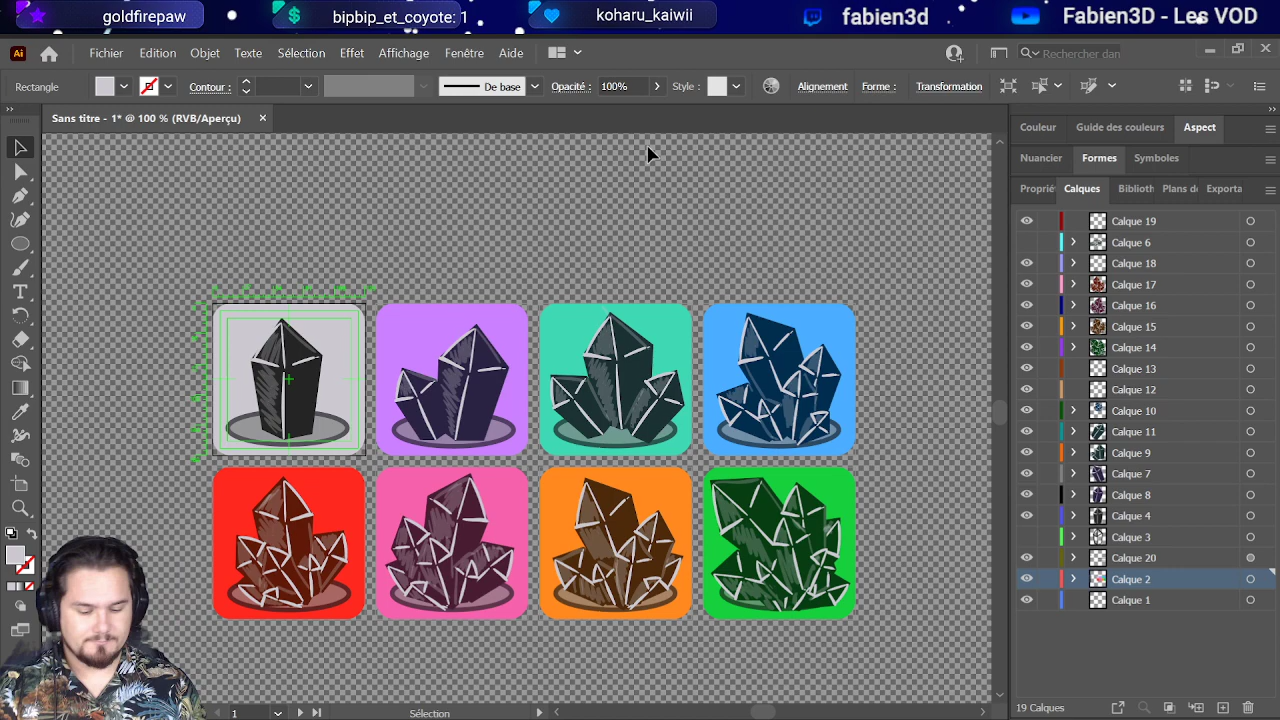 goldfirepaw
bipbip_et_coyote: 1
koharu_kaiwii
fabien3d
Fabien3D - Les VOD
Ai
Fichier Edition Objet Texte Sélection Effet Affichage Fenêtre Aide
Rechercher dan
Rectangle
Contour :
De base
Opacité : 100%
Style :
Alignement
Forme :
Transformation
Sans titre - 1* @ 100 % (RVB/Aperçu)
Couleur Guide des couleurs Aspect
Nuancier Formes Symboles
Proprié Calques Biblioth Plans de Exporta
Calque 19
Calque 6
Calque 18
Calque 17
Calque 16
Calque 15
Calque 14
Calque 13
Calque 12
Calque 10
Calque 11
Calque 9
Calque 7
Calque 8
Calque 4
Calque 3
Calque 20
Calque 2
Calque 1
19 Calques
1
Sélection